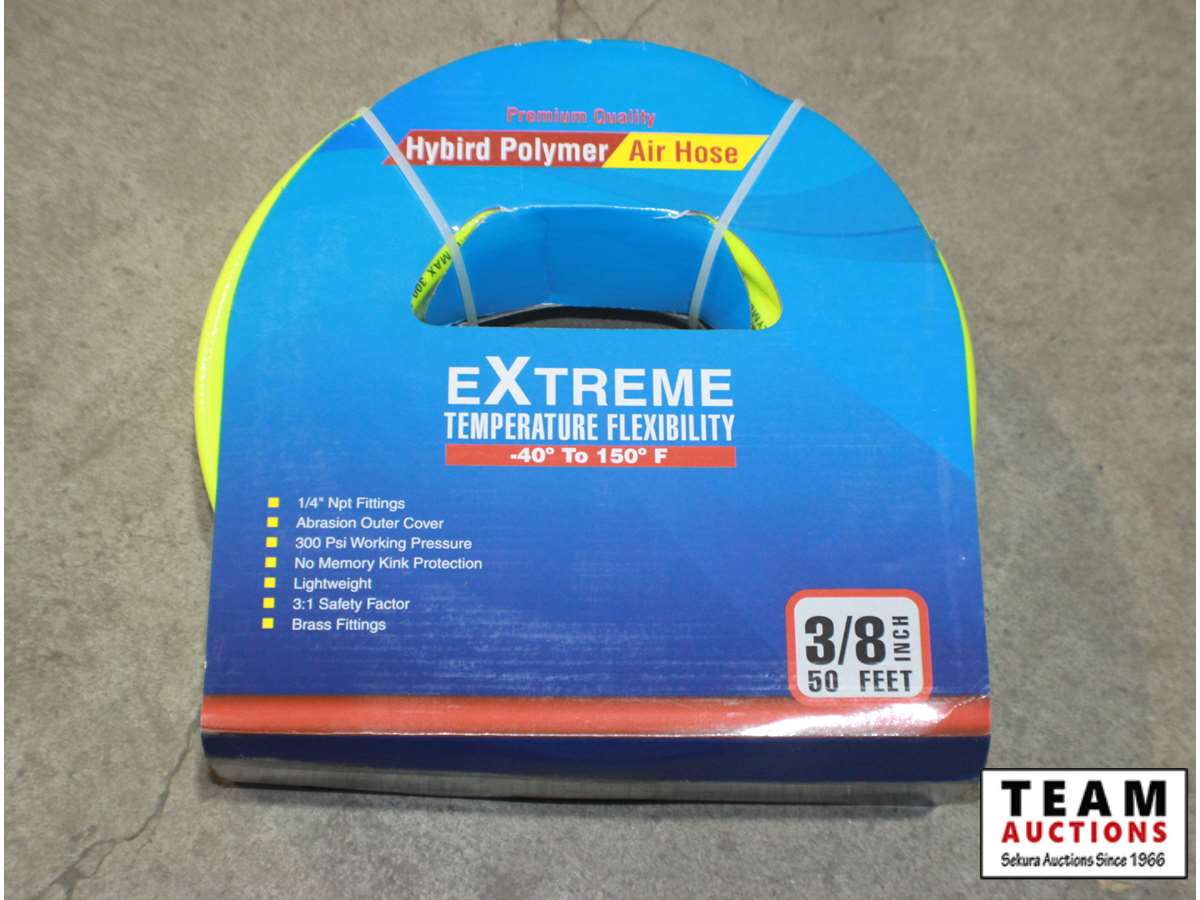 Premium Quality
Hybird Polymer Air Hose
MAX 300
eXtreme
TEMPERATURE FLEXIBILITY
-40º To 150º F
1/4" Npt Fittings
Abrasion Outer Cover
300 Psi Working Pressure
No Memory Kink Protection
Lightweight
3:1 Safety Factor
Brass Fittings
3/8 INCH
50 FEET
TEAM
AUCTIONS
Sekura Auctions Since 1966